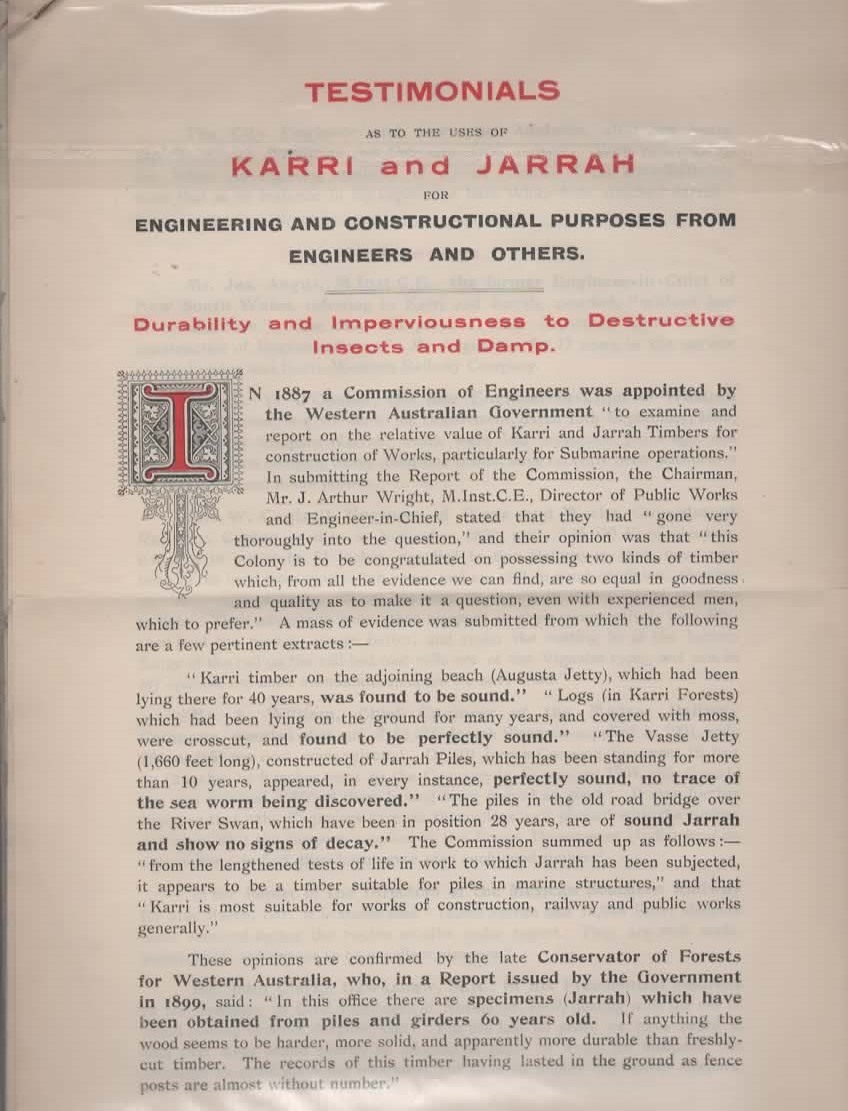 TESTIMONIALS
AS TO THE USES OF
KARRI and JARRAH
FOR
ENGINEERING AND CONSTRUCTIONAL PURPOSES FROM
ENGINEERS AND OTHERS.
Durability and Imperviousness to Destructive
Insects and Damp.
IN 1887 a Commission of Engineers was appointed by
the Western Australian Government "to examine and
report on the relative value of Karri and Jarrah Timbers for
construction of Works, particularly for Submarine operations."
In submitting the Report of the Commission, the Chairman,
Mr. J. Arthur Wright, M.Inst.C.E., Director of Public Works
and Engineer-in-Chief, stated that they had "gone very
thoroughly into the question," and their opinion was that "this
Colony is to be congratulated on possessing two kinds of timber
which, from all the evidence we can find, are so equal in goodness
and quality as to make it a question, even with experienced men,
which to prefer." A mass of evidence was submitted from which the following
are a few pertinent extracts:—
"Karri timber on the adjoining beach (Augusta Jetty), which had been
lying there for 40 years, was found to be sound." "Logs (in Karri Forests)
which had been lying on the ground for many years, and covered with moss,
were crosscut, and found to be perfectly sound." "The Vasse Jetty
(1,660 feet long), constructed of Jarrah Piles, which has been standing for more
than 10 years, appeared, in every instance, perfectly sound, no trace of
the sea worm being discovered." "The piles in the old road bridge over
the River Swan, which have been in position 28 years, are of sound Jarrah
and show no signs of decay." The Commission summed up as follows:—
"from the lengthened tests of life in work to which Jarrah has been subjected,
it appears to be a timber suitable for piles in marine structures," and that
"Karri is most suitable for works of construction, railway and public works
generally."
These opinions are confirmed by the late Conservator of Forests
for Western Australia, who, in a Report issued by the Government
in 1899, said: "In this office there are specimens (Jarrah) which have
been obtained from piles and girders 60 years old. If anything the
wood seems to be harder, more solid, and apparently more durable than freshly-
cut timber. The records of this timber having lasted in the ground as fence
posts are almost without number."